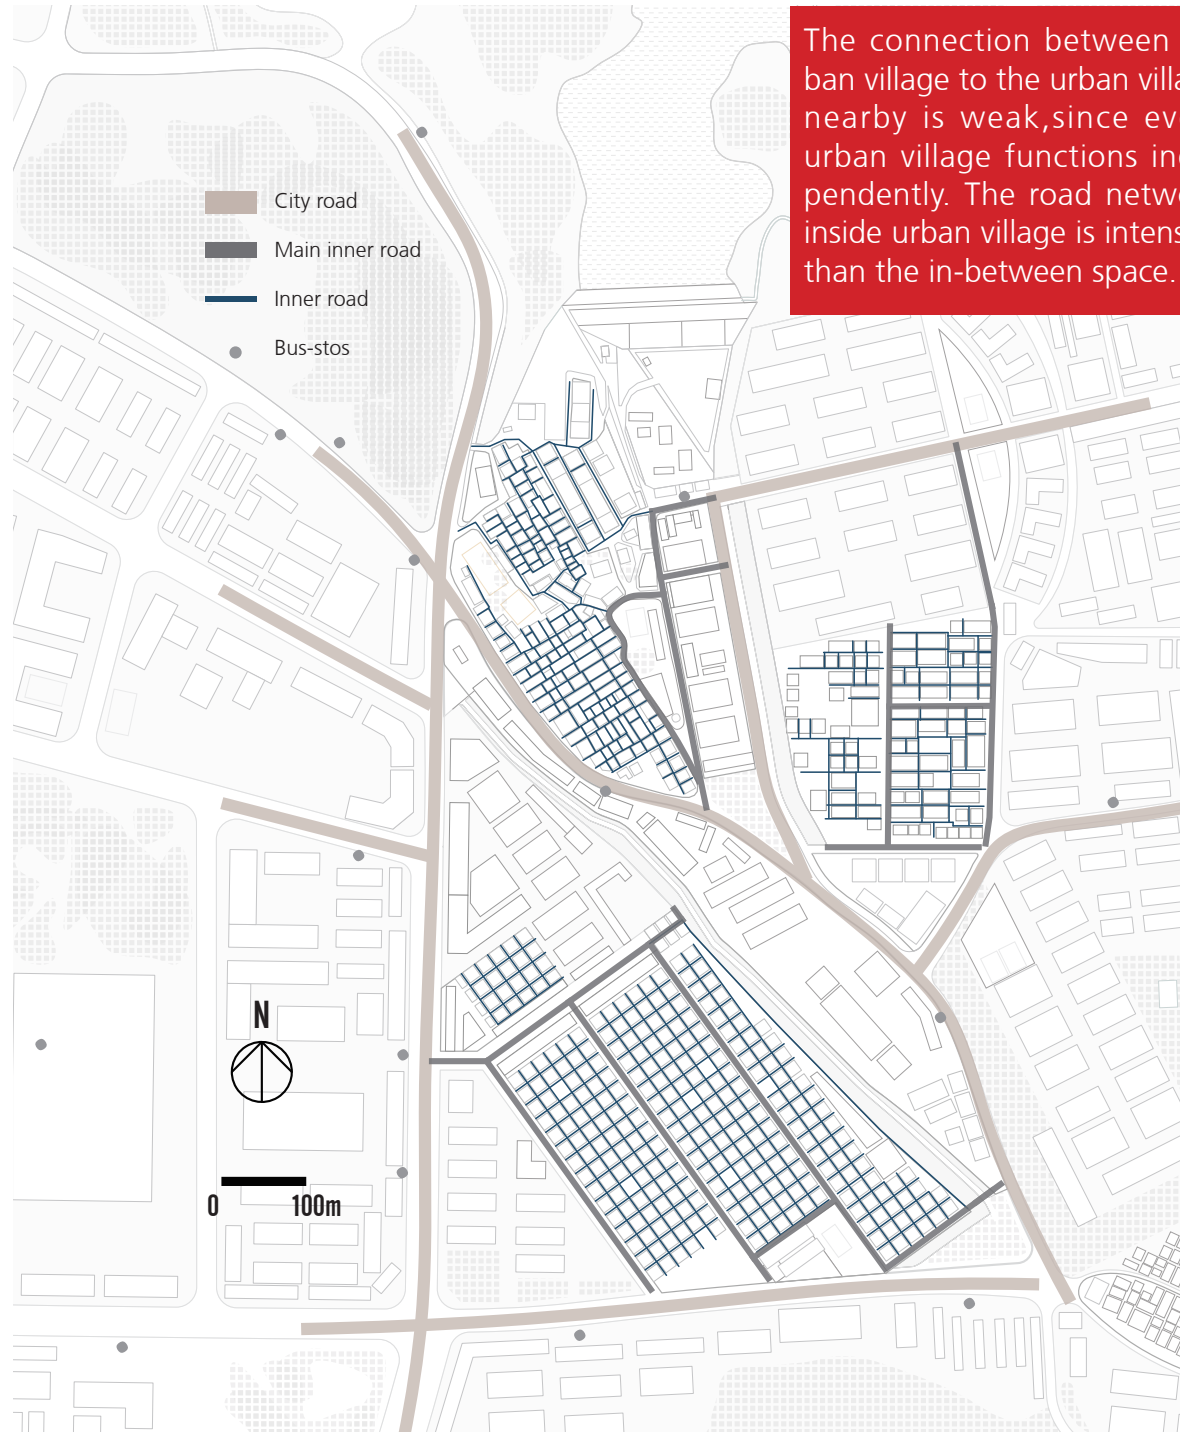 The connection between
ban village to the urban villa
nearby is weak,since ev
urban village functions in
pendently. The road netw
inside urban village is intens
than the in-between space.
City road
Main inner road
Inner road
Bus-stos
N
0 100m